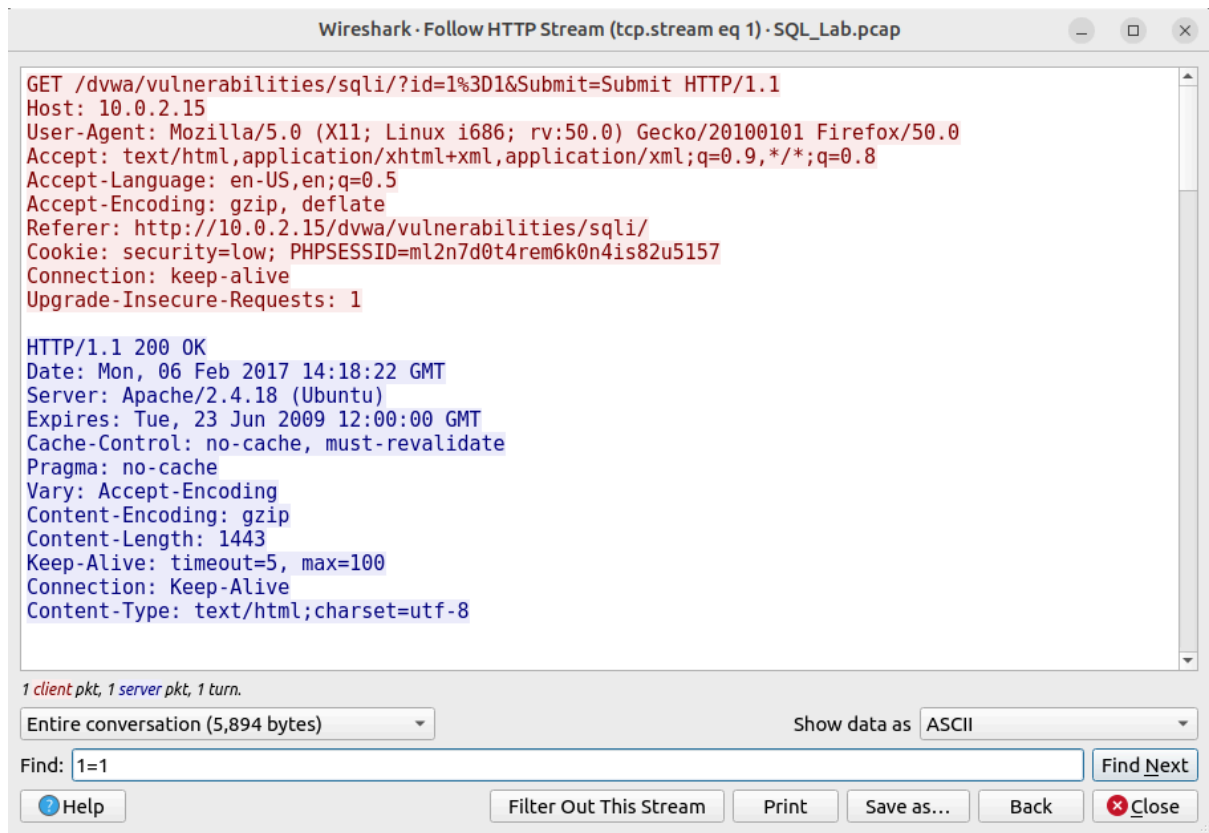 Wireshark · Follow HTTP Stream (tcp.stream eq 1) · SQL_Lab.pcap
GET /dvwa/vulnerabilities/sqli/?id=1%3D1&Submit=Submit HTTP/1.1
Host: 10.0.2.15
User-Agent: Mozilla/5.0 (X11; Linux i686; rv:50.0) Gecko/20100101 Firefox/50.0
Accept: text/html,application/xhtml+xml,application/xml;q=0.9,*/*;q=0.8
Accept-Language: en-US,en;q=0.5
Accept-Encoding: gzip, deflate
Referer: http://10.0.2.15/dvwa/vulnerabilities/sqli/
Cookie: security=low; PHPSESSID=ml2n7d0t4rem6k0n4is82u5157
Connection: keep-alive
Upgrade-Insecure-Requests: 1
HTTP/1.1 200 OK
Date: Mon, 06 Feb 2017 14:18:22 GMT
Server: Apache/2.4.18 (Ubuntu)
Expires: Tue, 23 Jun 2009 12:00:00 GMT
Cache-Control: no-cache, must-revalidate
Pragma: no-cache
Vary: Accept-Encoding
Content-Encoding: gzip
Content-Length: 1443
Keep-Alive: timeout=5, max=100
Connection: Keep-Alive
Content-Type: text/html;charset=utf-8
1 client pkt, 1 server pkt, 1 turn.
Entire conversation (5,894 bytes) Show data as ASCII
Find: 1=1 Find Next
Help Filter Out This Stream Print Save as... Back Close